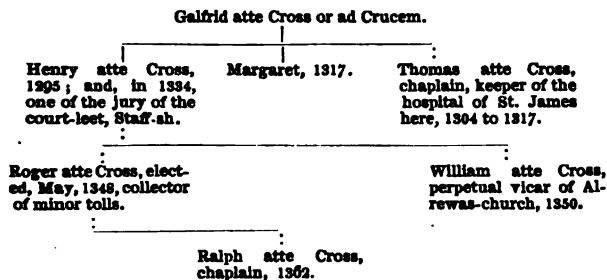 Galfrid atte Cross or ad Crucem.
Henry atte Cross,
1295; and, in 1334,
one of the jury of the
court-leet, Staff-sh.
Margaret, 1317.
Thomas atte Cross,
chaplain, keeper of the
hospital of St. James
here, 1304 to 1317.
Roger atte Cross, elect-
ed, May, 1348, collector
of minor tolls.
William atte Cross,
perpetual vicar of Al-
rewas-church, 1350.
Ralph atte Cross,
chaplain, 1362.